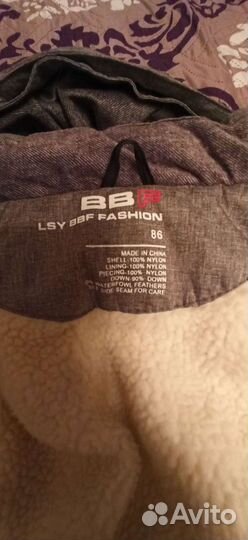 BBF
LSY BBF FASHION
86
MADE IN CHINA
SHELL-100% NYLON
LINING-100% NYLON
PIECING-100% NYLON
DOWN-90% DOWN
WATERFOWL FEATHERS
SIDE SEAM FOR CARE
Avito